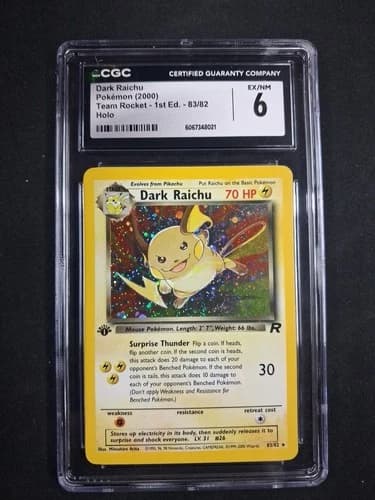 CGC
CERTIFIED GUARANTY COMPANY
Dark Raichu
Pokémon (2000)
Team Rocket - 1st Ed. - 83/82
Holo
EX/NM
6
6067348021
Evolves from Pikachu
Put Raichu on the Basic Pokémon
Dark Raichu 70 HP
Mouse Pokémon. Length: 2' 7", Weight: 66 lbs.
R
Surprise Thunder Flip a coin. If heads,
flip another coin. If the second coin is heads,
this attack does 20 damage to each of your
opponent's Benched Pokémon. If the second
coin is tails, this attack does 10 damage to
each of your opponent's Benched Pokémon.
(Don't apply Weakness and Resistance for
Benched Pokémon.)
30
weakness
resistance
retreat cost
Stores up electricity in its body, then suddenly releases it to
surprise and shock everyone. LV. 31 #26
Illus. Mitsuhiro Arita
83/82